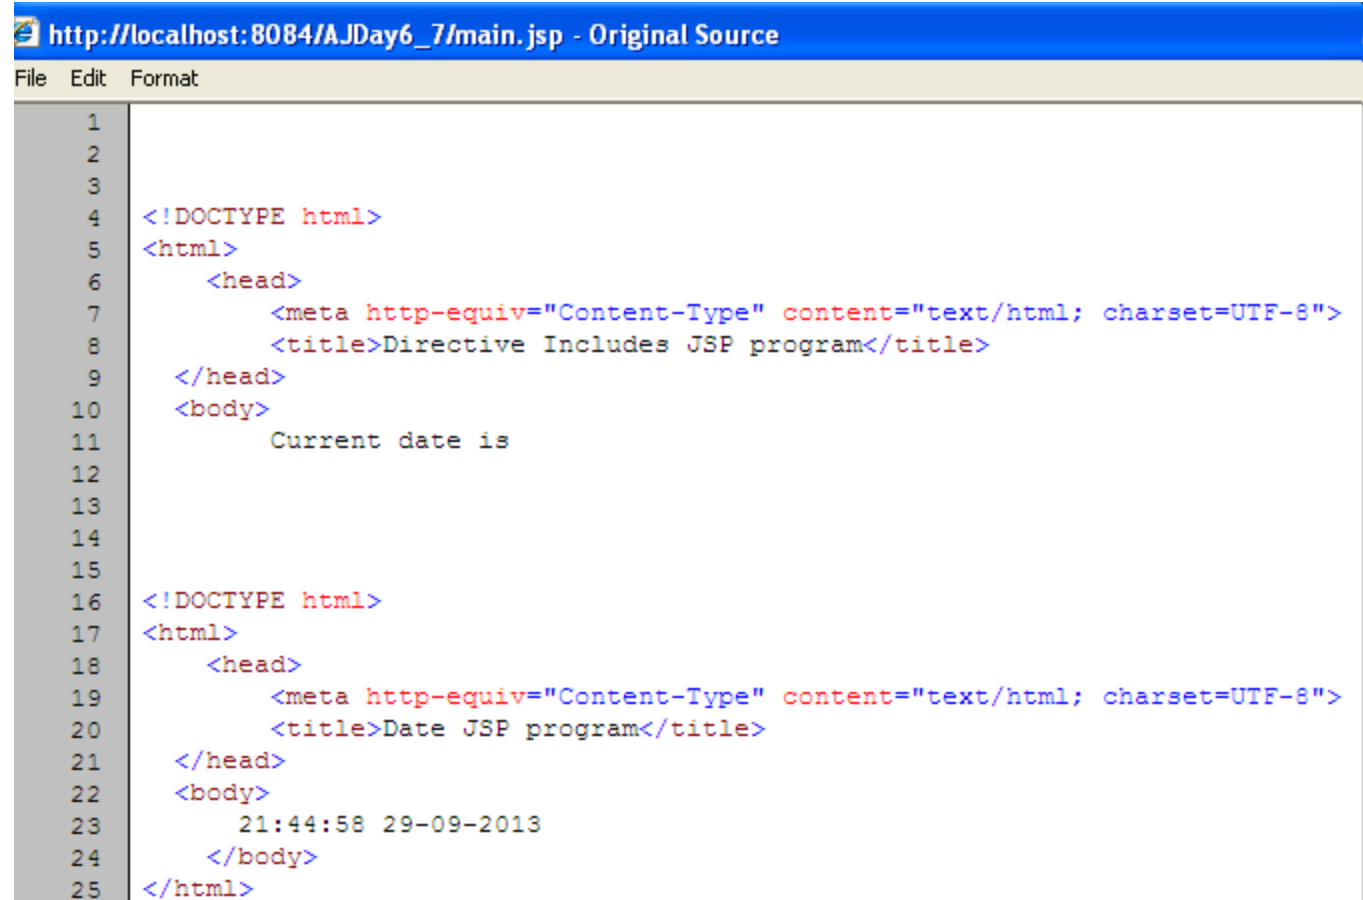 http://localhost:8084/AJDay6_7/main.jsp - Original Source
File Edit Format
1
2
3
4 <!DOCTYPE html>
5 <html>
6 <head>
7 <meta http-equiv="Content-Type" content="text/html; charset=UTF-8">
8 <title>Directive Includes JSP program</title>
9 </head>
10 <body>
11 Current date is
12
13
14
15
16 <!DOCTYPE html>
17 <html>
18 <head>
19 <meta http-equiv="Content-Type" content="text/html; charset=UTF-8">
20 <title>Date JSP program</title>
21 </head>
22 <body>
23 21:44:58 29-09-2013
24 </body>
25 </html>